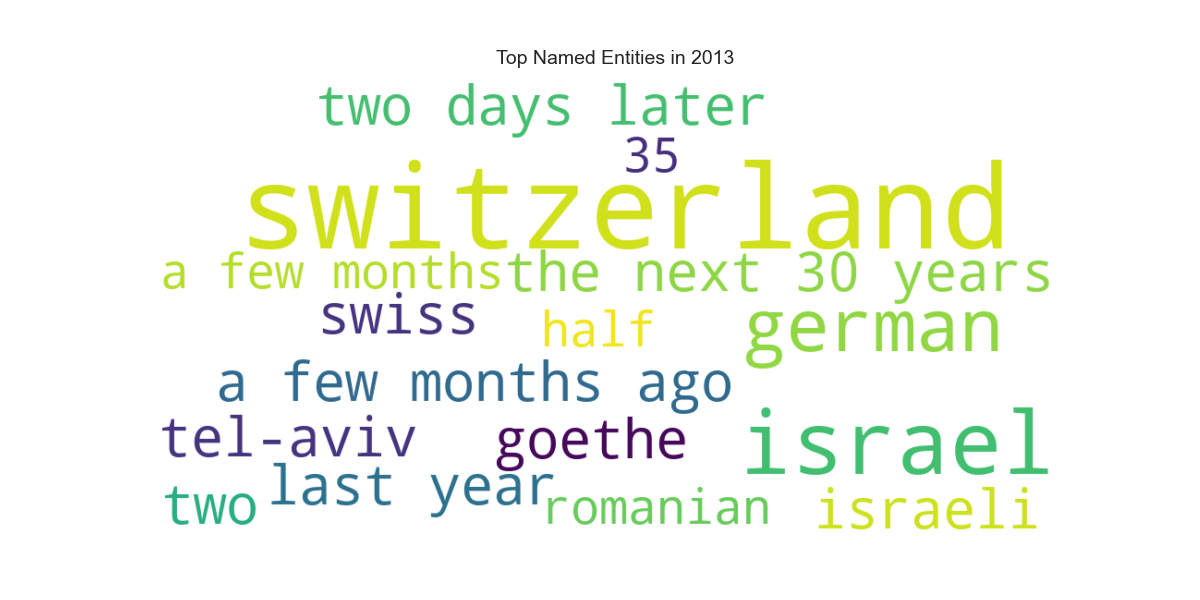 Top Named Entities in 2013
two days later
35
switzerland
a few months
the next 30 years
swiss
half
german
a few months ago
tel-aviv
goethe
israel
last year
two
romanian
israeli